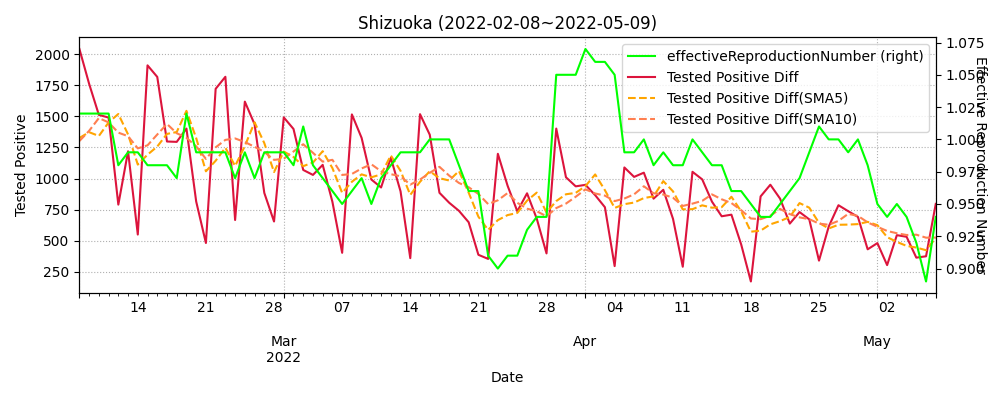 Shizuoka (2022-02-08~2022-05-09)
effectiveReproductionNumber (right)
Tested Positive Diff
Tested Positive Diff(SMA5)
Tested Positive Diff(SMA10)
Tested Positive
2000
1750
1500
1250
1000
750
500
250
1.075
1.050
1.025
1.000
0.975
0.950
0.925
0.900
Effective Reproduction Number
14 21 28 07 14 21 28 04 11 18 25 02
Mar Apr May
2022
Date